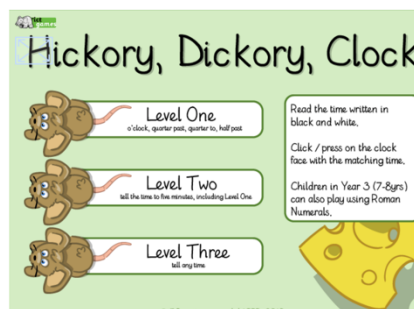 Hickory, Dickory, Clock
Level One
o'clock, quarter past, quarter to, half past
Level Two
tell the time to five minutes, including Level One
Level Three
tell any time
Read the time written in
black and white.
Click / press on the clock
face with the matching time.
Children in Year 3 (7-8yrs)
can also play using Roman
Numerals.